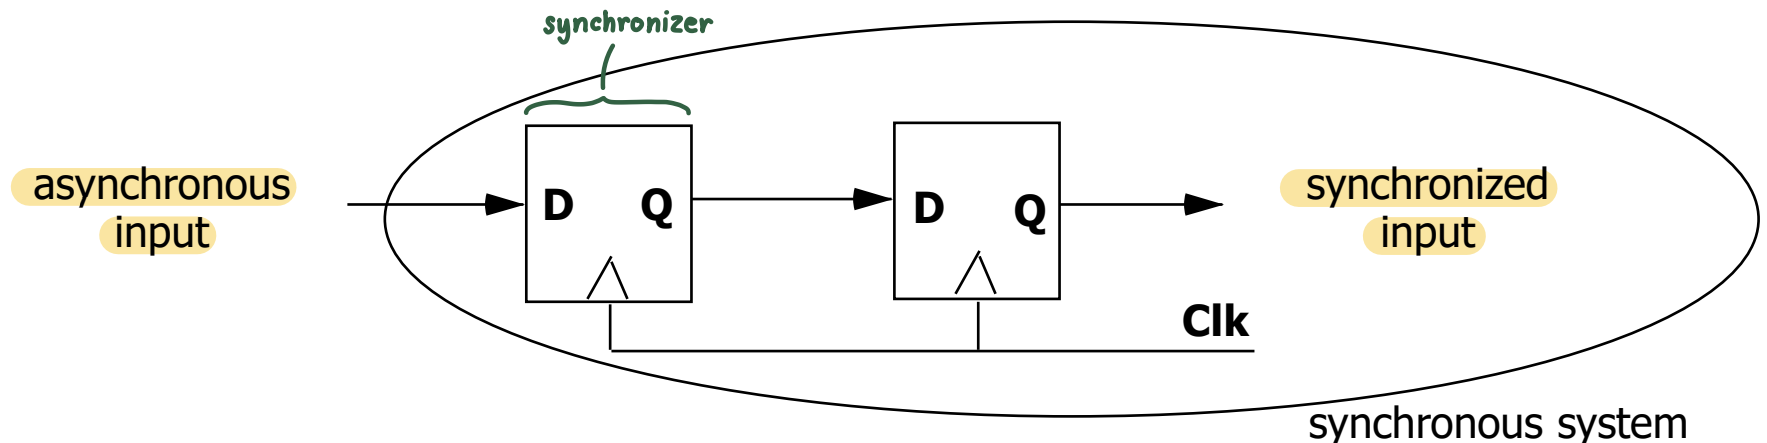 synchronizer
asynchronous
input
D Q
D Q
synchronized
input
Clk
synchronous system